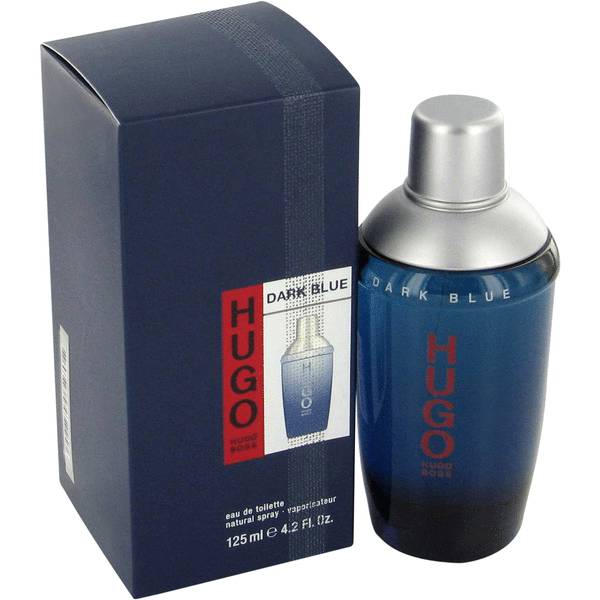 DARK BLUE
HUGO
HUGO
BOSS
eau de toilette
natural spray - vaporisateur
125 ml e 4.2 Fl. Oz.
DARK BLUE
HUGO
HUGO
BOSS